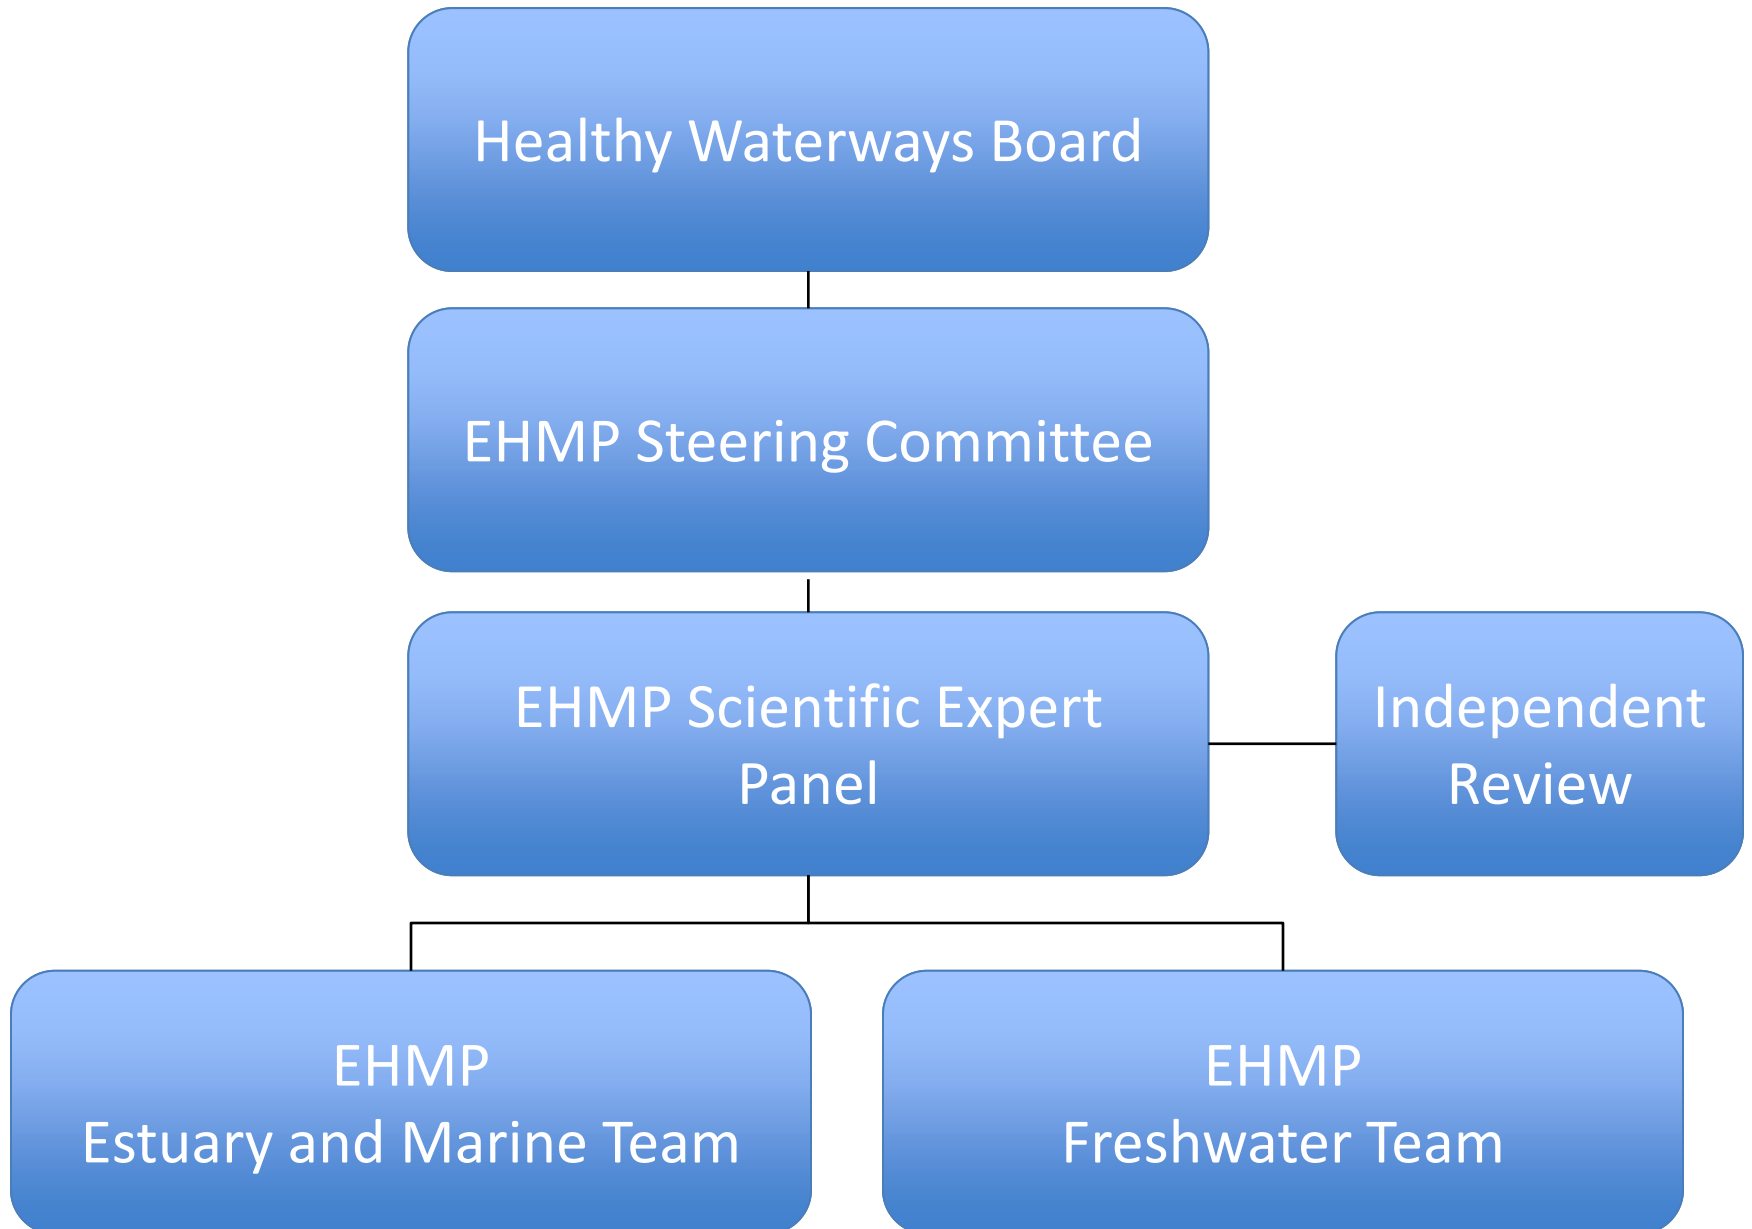 Healthy Waterways Board
EHMP Steering Committee
EHMP Scientific Expert
Panel
Independent
Review
EHMP
Estuary and Marine Team
EHMP
Freshwater Team